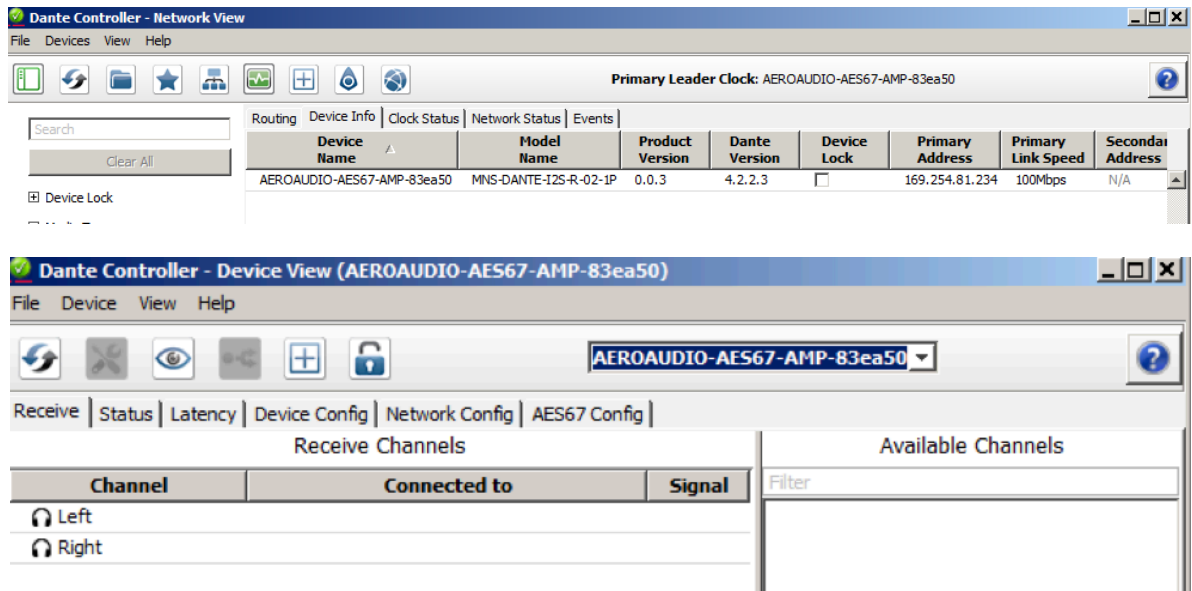 Dante Controller - Network View
File Devices View Help
Primary Leader Clock: AEROAUDIO-AES67-AMP-83ea50
Routing Device Info Clock Status Network Status Events
Search
Clear All
Device Name Model Name Product Version Dante Version Device Lock Primary Address Primary Link Speed Secondar Address
AEROAUDIO-AES67-AMP-83ea50 MNS-DANTE-I2S-R-02-1P 0.0.3 4.2.2.3 169.254.81.234 100Mbps N/A
Device Lock
Dante Controller - Device View (AEROAUDIO-AES67-AMP-83ea50)
File Device View Help
AEROAUDIO-AES67-AMP-83ea50
Receive Status Latency Device Config Network Config AES67 Config
Receive Channels Available Channels
Channel Connected to Signal
Filter
Left
Right